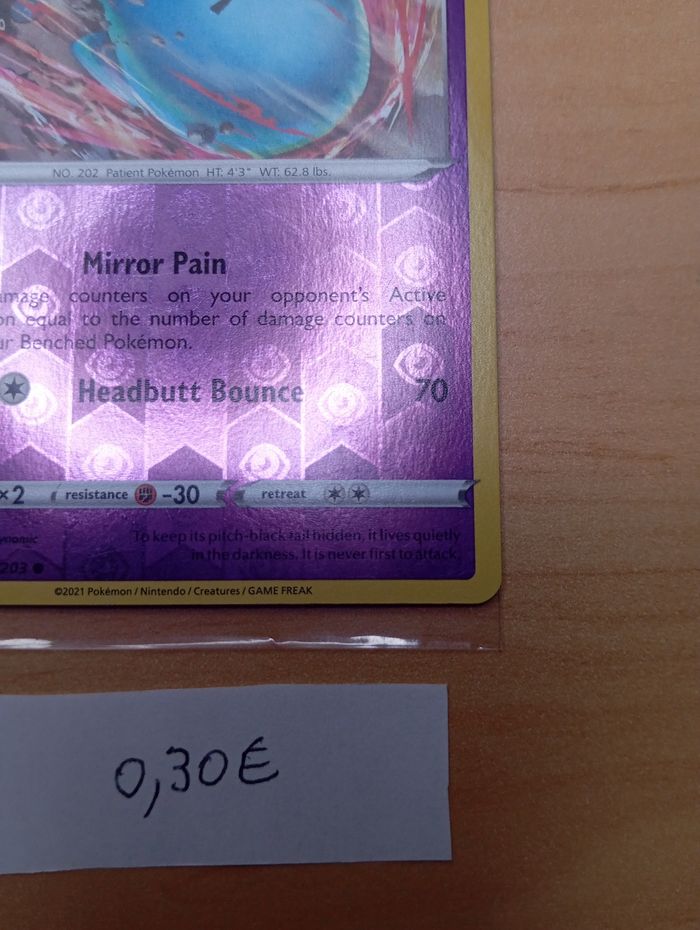 NO. 202 Patient Pokémon HT: 4'3" WT: 62.8 lbs.
Mirror Pain
counters on your opponent's Active
equal to the number of damage counters on
Benched Pokémon.
Headbutt Bounce 70
×2 resistance -30 retreat
To keep its pitch-black tail hidden, it lives quietly
in the darkness. It is never first to attack.
203
©2021 Pokémon / Nintendo / Creatures / GAME FREAK
0,30€